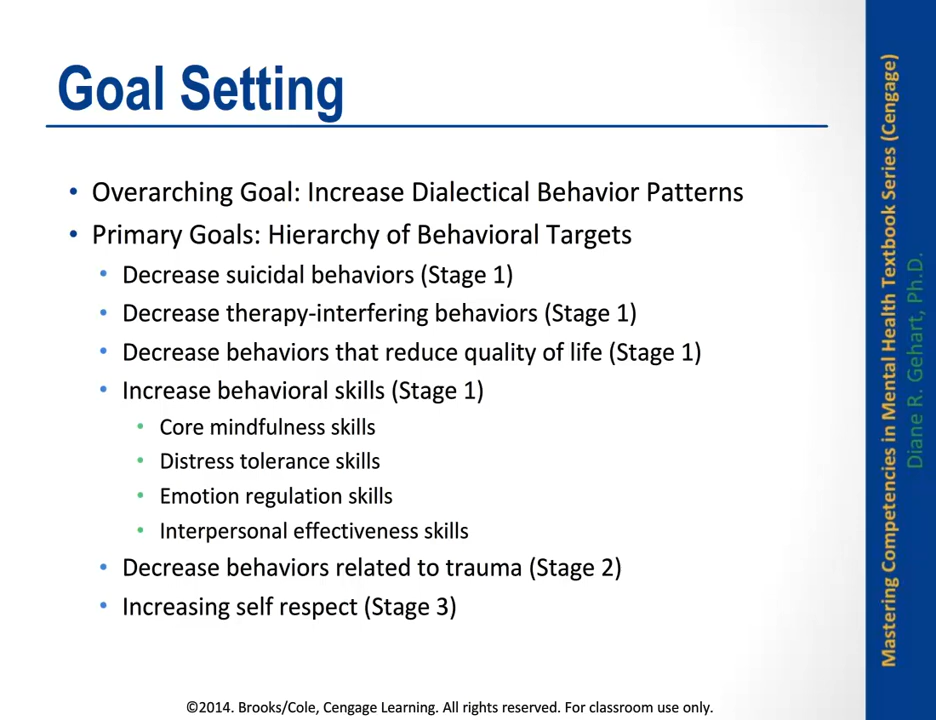 Goal Setting
• Overarching Goal: Increase Dialectical Behavior Patterns
• Primary Goals: Hierarchy of Behavioral Targets
• Decrease suicidal behaviors (Stage 1)
• Decrease therapy-interfering behaviors (Stage 1)
• Decrease behaviors that reduce quality of life (Stage 1)
• Increase behavioral skills (Stage 1)
• Core mindfulness skills
• Distress tolerance skills
• Emotion regulation skills
• Interpersonal effectiveness skills
• Decrease behaviors related to trauma (Stage 2)
• Increasing self respect (Stage 3)
©2014. Brooks/Cole, Cengage Learning. All rights reserved. For classroom use only.
Mastering Competencies in Mental Health Textbook Series (Cengage)
Diane R. Gehart, Ph.D.